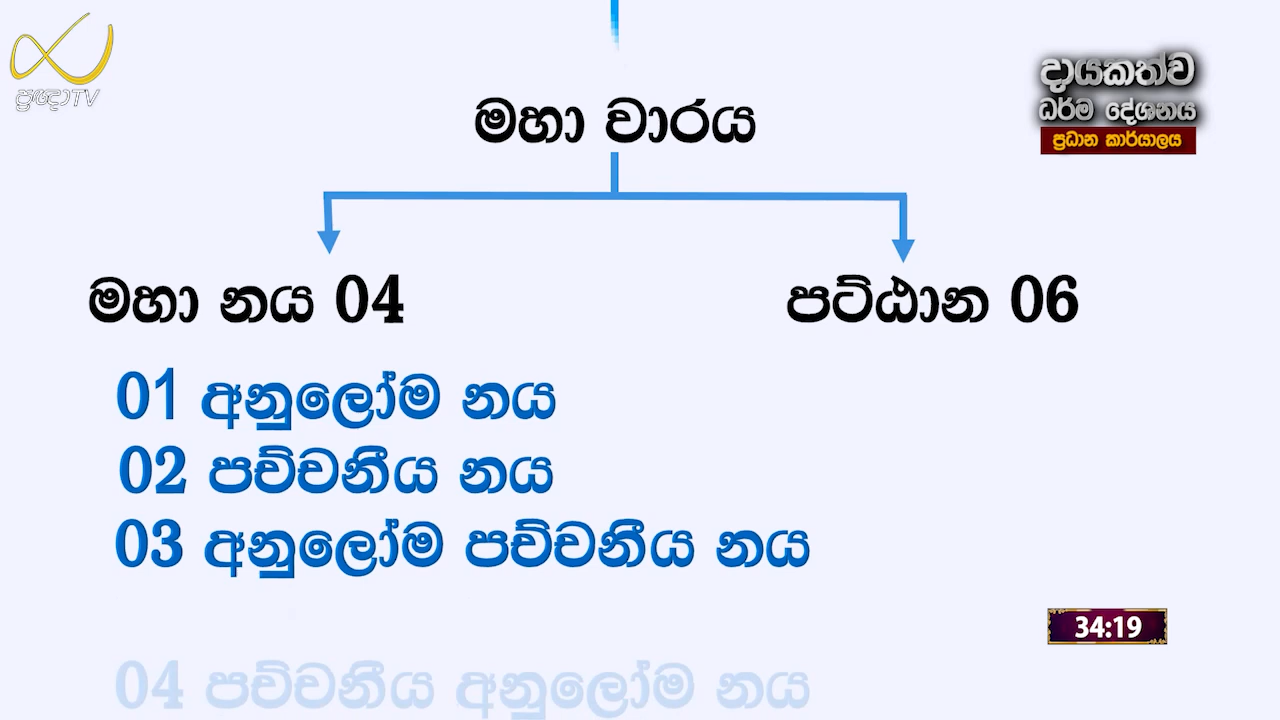 ප්‍රඥාTV
දායකත්ව
ධර්ම දේශනය
ප්‍රධාන කාර්යාලය
මහා වාරය
මහා නය 04
පට්ඨාන 06
01 අනුලෝම නය
02 පච්චනීය නය
03 අනුලෝම පච්චනීය නය
04 පච්චනීය අනුලෝම නය
34:19